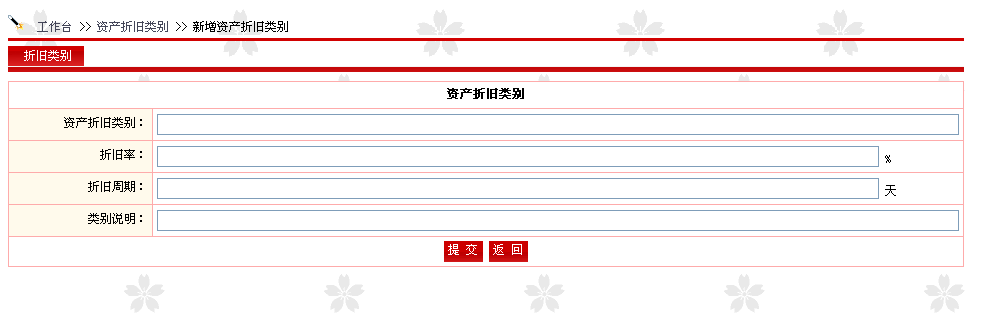 工作台 >> 资产折旧类别 >> 新增资产折旧类别
折旧类别
资产折旧类别
资产折旧类别：
折旧率： %
折旧周期： 天
类别说明：
提 交 返 回